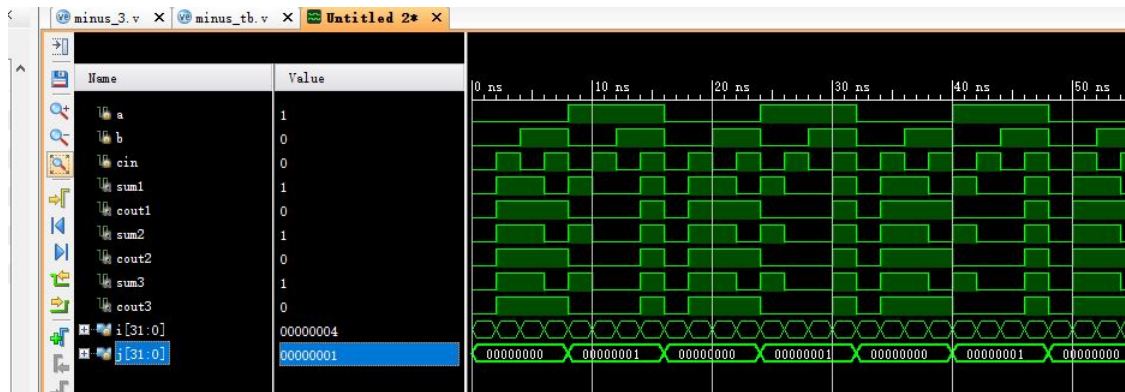 minus_3.v minus_tb.v Untitled 2*
Name Value
0 ns 10 ns 20 ns 30 ns 40 ns 50 ns
a 1
b 0
cin 0
sum1 1
cout1 0
sum2 1
cout2 0
sum3 1
cout3 0
i[31:0] 00000004
j[31:0] 00000001 00000000 00000001 00000000 00000001 00000000 00000001 00000000